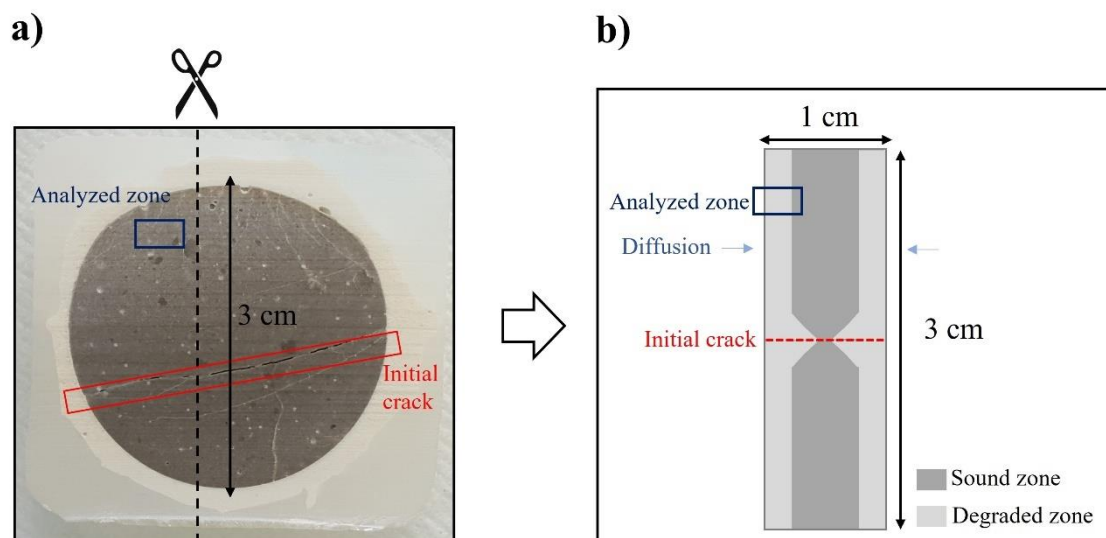 a)
Analyzed zone
3 cm
Initial
crack
b)
1 cm
Analyzed zone
Diffusion
Initial crack
3 cm
Sound zone
Degraded zone